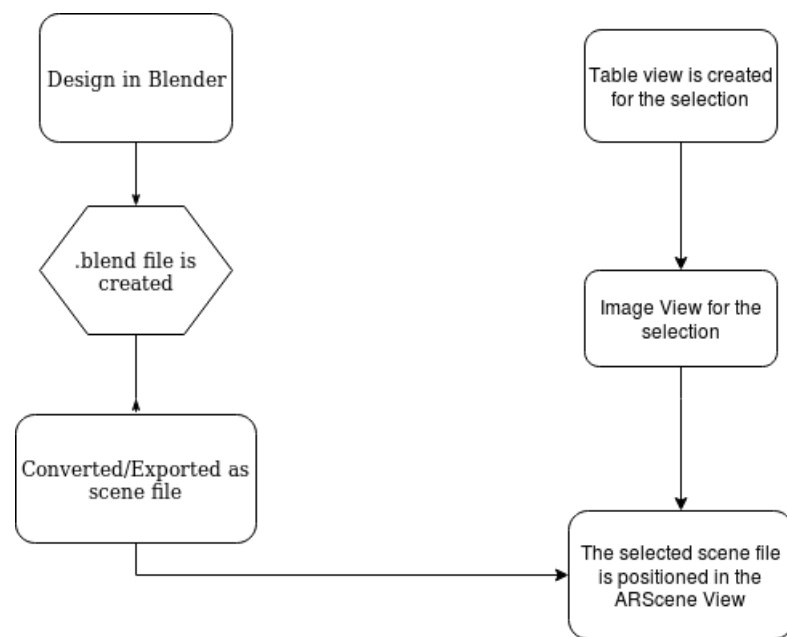 Design in Blender
.blend file is
created
Converted/Exported as
scene file
Table view is created
for the selection
Image View for the
selection
The selected scene file
is positioned in the
ARScene View